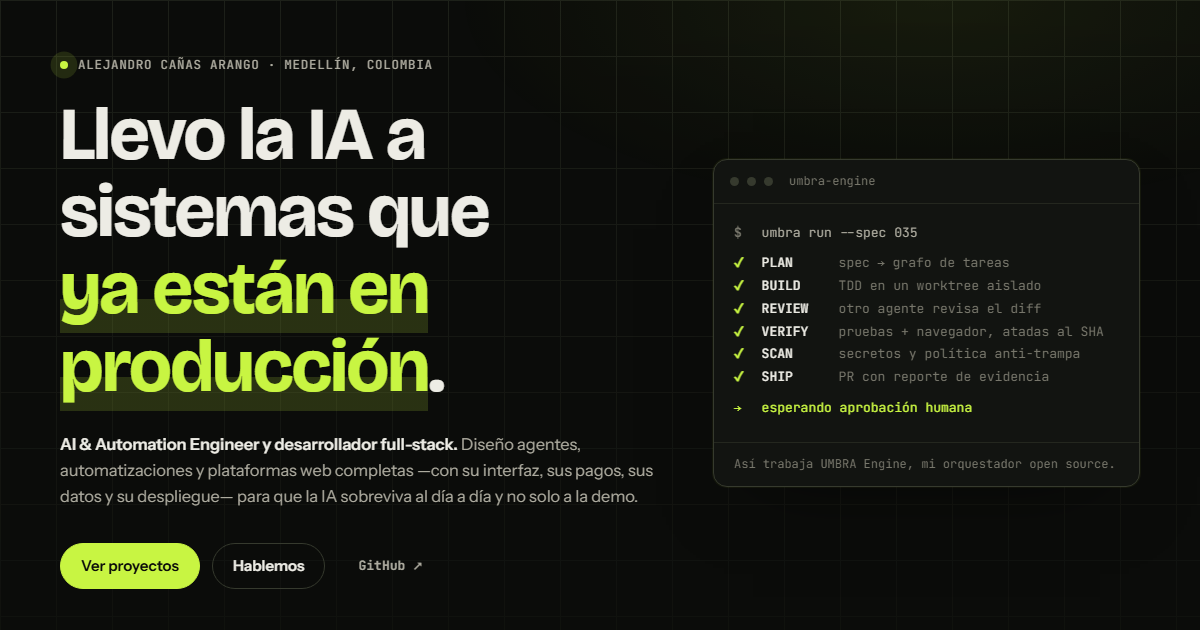 ALEJANDRO CAÑAS ARANGO · MEDELLÍN, COLOMBIA
Llevo la IA a
sistemas que
ya están en
producción.
AI & Automation Engineer y desarrollador full-stack. Diseño agentes,
automatizaciones y plataformas web completas —con su interfaz, sus pagos, sus
datos y su despliegue— para que la IA sobreviva al día a día y no solo a la demo.
Ver proyectos
Hablemos
GitHub ↗
umbra-engine
$ umbra run --spec 035
✓ PLAN spec → grafo de tareas
✓ BUILD TDD en un worktree aislado
✓ REVIEW otro agente revisa el diff
✓ VERIFY pruebas + navegador, atadas al SHA
✓ SCAN secretos y política anti-trampa
✓ SHIP PR con reporte de evidencia
→ esperando aprobación humana
Así trabaja UMBRA Engine, mi orquestador open source.